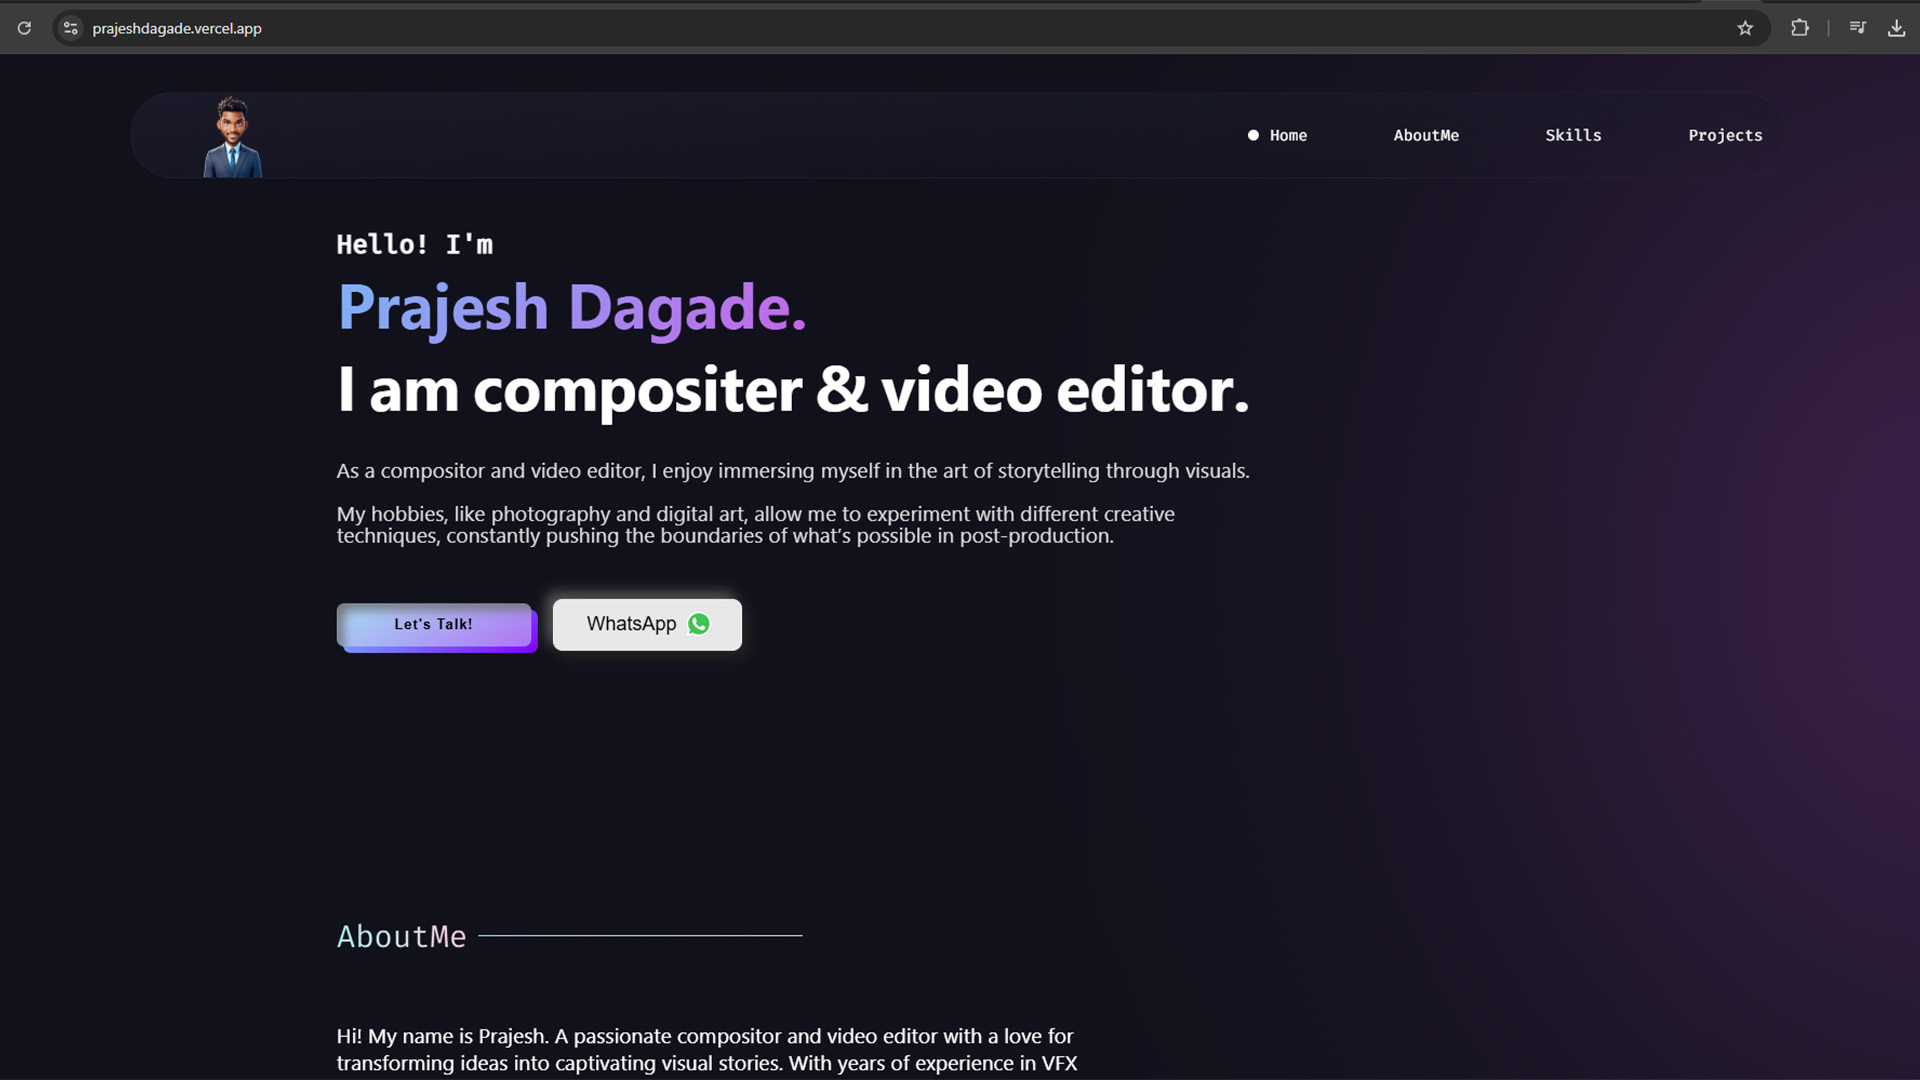 prajeshdagade.vercel.app
Home AboutMe Skills Projects
Hello! I'm
Prajesh Dagade.
I am compositer & video editor.
As a compositor and video editor, I enjoy immersing myself in the art of storytelling through visuals.
My hobbies, like photography and digital art, allow me to experiment with different creative
techniques, constantly pushing the boundaries of what’s possible in post-production.
Let's Talk! WhatsApp
AboutMe
Hi! My name is Prajesh. A passionate compositor and video editor with a love for
transforming ideas into captivating visual stories. With years of experience in VFX